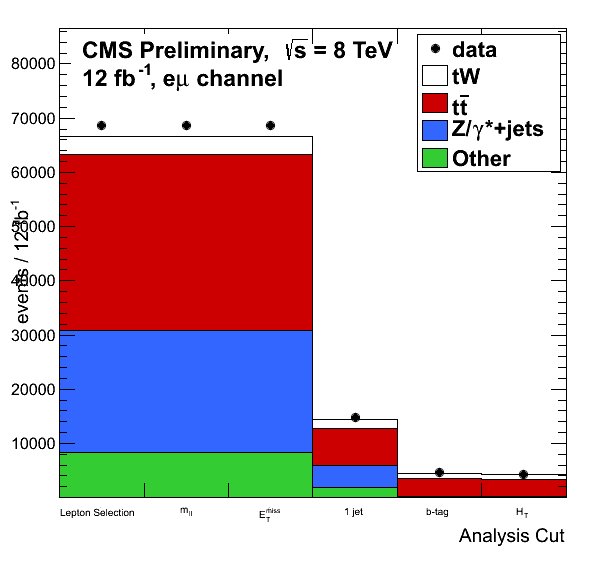 CMS Preliminary, √s = 8 TeV
12 fb⁻¹, eμ channel
data
tW
tt̅
Z/γ*+jets
Other
80000
70000
60000
50000
40000
30000
20000
10000
events / 12 fb⁻¹
Lepton Selection m_ll E_T^miss 1 jet b-tag H_T
Analysis Cut